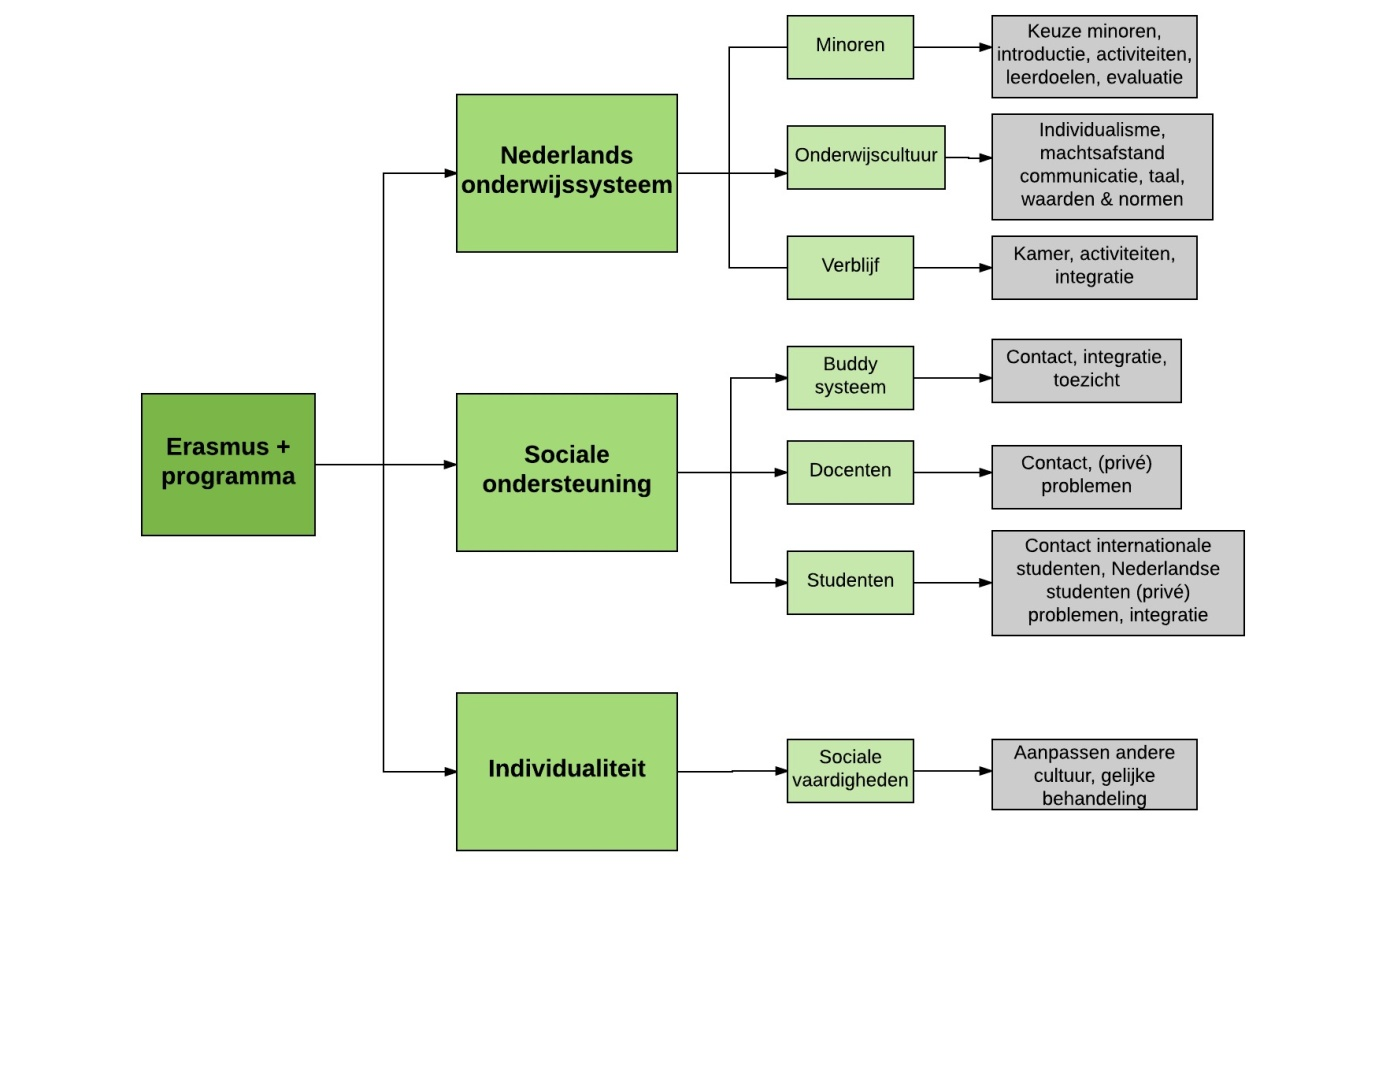 Erasmus +
programma
Nederlands
onderwijssysteem
Minoren
Keuze minoren,
introductie, activiteiten,
leerdoelen, evaluatie
Onderwijscultuur
Individualisme,
machtsafstand
communicatie, taal,
waarden & normen
Verblijf
Kamer, activiteiten,
integratie
Sociale
ondersteuning
Buddy
systeem
Contact, integratie,
toezicht
Docenten
Contact, (privé)
problemen
Studenten
Contact internationale
studenten, Nederlandse
studenten (privé)
problemen, integratie
Individualiteit
Sociale
vaardigheden
Aanpassen andere
cultuur, gelijke
behandeling